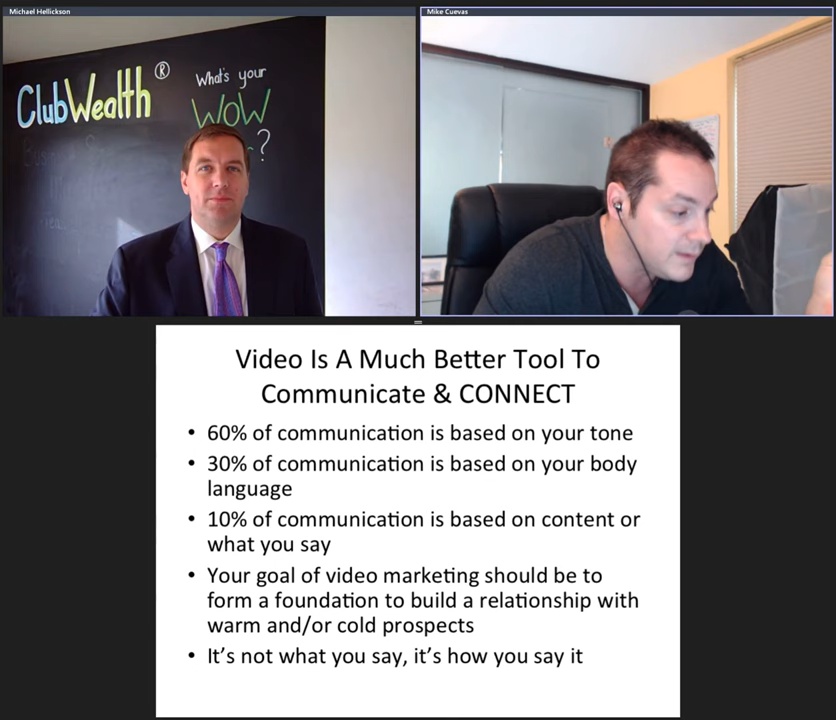 Michael Hellickson
Mike Cuevas
ClubWealth®
What's your
WOW
?
Video Is A Much Better Tool To
Communicate & CONNECT
• 60% of communication is based on your tone
• 30% of communication is based on your body
language
• 10% of communication is based on content or
what you say
• Your goal of video marketing should be to
form a foundation to build a relationship with
warm and/or cold prospects
• It's not what you say, it's how you say it